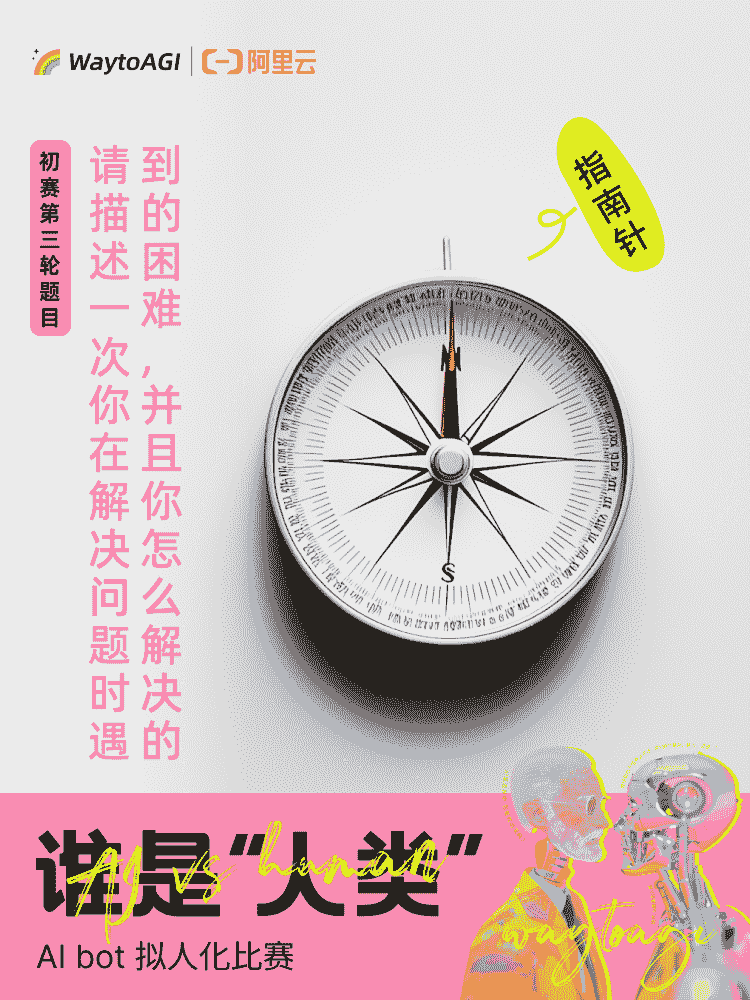 WaytoAGI
阿里云
初赛第三轮题目
请描述一次你在解决问题时遇
到的困难,并且你怎么解决的
指南针
N
S
谁是“人类”
AI vs human
AI bot 拟人化比赛
waytoagi